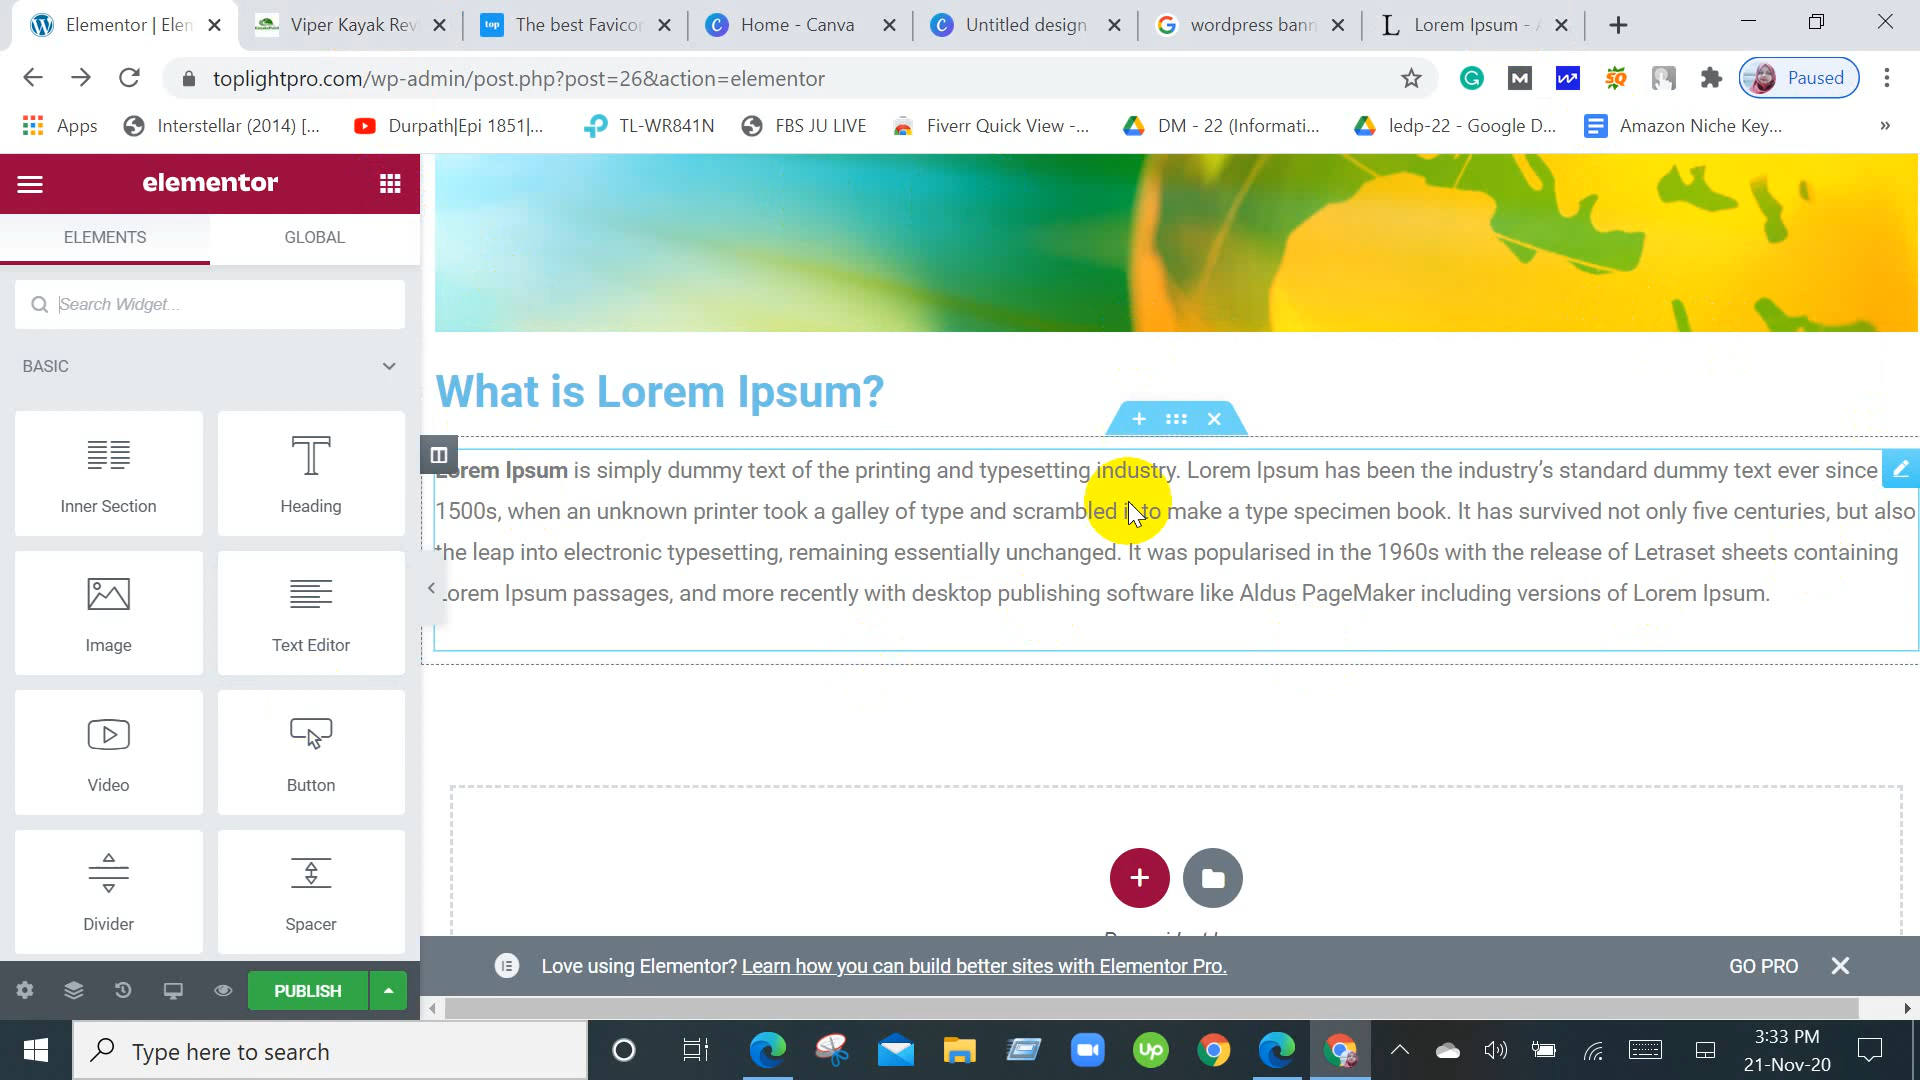 Elementor | Elen
Viper Kayak Rev
top
The best Favicon
Home - Canva
Untitled design
wordpress bann
Lorem Ipsum - A
toplightpro.com/wp-admin/post.php?post=26&action=elementor
Paused
Apps
Interstellar (2014) [...
Durpath|Epi 1851|...
TL-WR841N
FBS JU LIVE
Fiverr Quick View -...
DM - 22 (Informati...
ledp-22 - Google D...
Amazon Niche Key...
elementor
ELEMENTS
GLOBAL
Search Widget...
BASIC
Inner Section
Heading
Image
Text Editor
Video
Button
Divider
Spacer
PUBLISH
What is Lorem Ipsum?
Lorem Ipsum is simply dummy text of the printing and typesetting industry. Lorem Ipsum has been the industry's standard dummy text ever since
1500s, when an unknown printer took a galley of type and scrambled it to make a type specimen book. It has survived not only five centuries, but also
the leap into electronic typesetting, remaining essentially unchanged. It was popularised in the 1960s with the release of Letraset sheets containing
Lorem Ipsum passages, and more recently with desktop publishing software like Aldus PageMaker including versions of Lorem Ipsum.
Love using Elementor? Learn how you can build better sites with Elementor Pro.
GO PRO
Type here to search
Up
3:33 PM
21-Nov-20